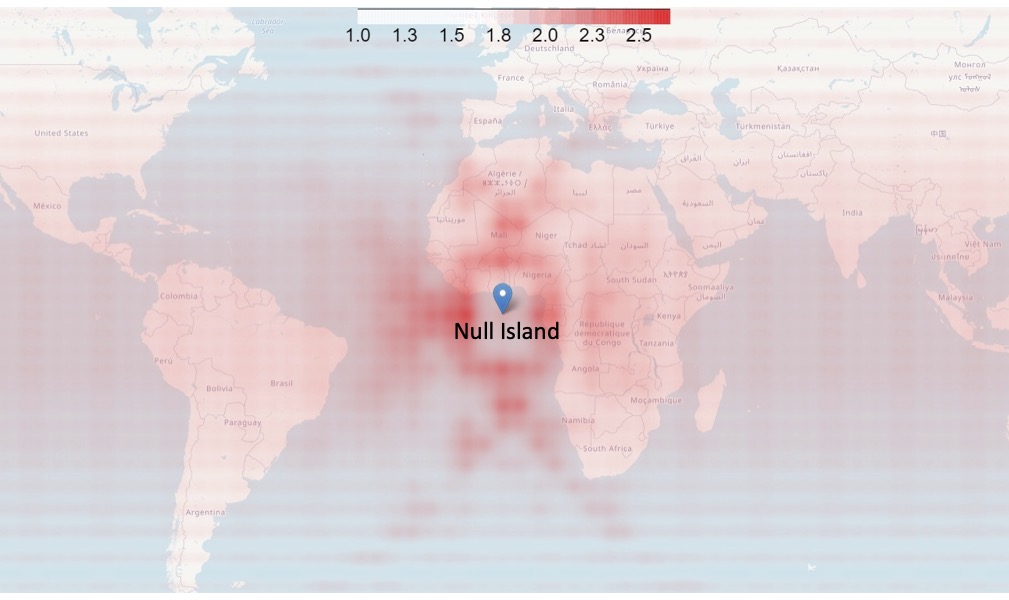 Labrador
Sea
1.0 1.3 1.5 1.8 2.0 2.3 2.5
Deutschland
France
Україна
Қазақстан
Монгол
улс
România
Italia
España
Ελλάς
Türkiye
Türkmenistan
United States
中国
العراق
ایران
افغانستان
پاکستان
Algérie /
ⵍⵣⵣⴰⵢⴻⵔ /
الجزائر
ليبيا
مصر
السعودية
México
موريتانيا
عمان
India
Mali
Niger
Tchad تشاد
السودان
اليمن
Việt Nam
ประเทศไทย
Nigeria
South Sudan
ኢትዮጵያ
Soomaaliya
الصومال
Colombia
Malaysia
Kenya
Null Island
République
démocratique
du Congo
Tanzania
Perú
Angola
Bolivia
Brasil
Moçambique
Paraguay
Namibia
South Africa
Argentina